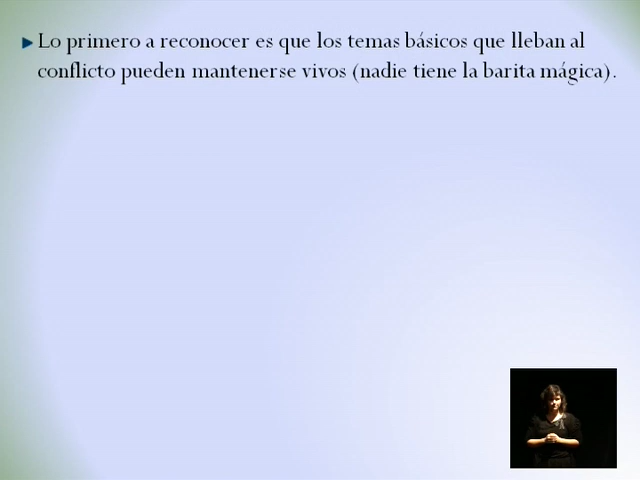 Lo primero a reconocer es que los temas básicos que lleban al
conflicto pueden mantenerse vivos (nadie tiene la barita mágica).